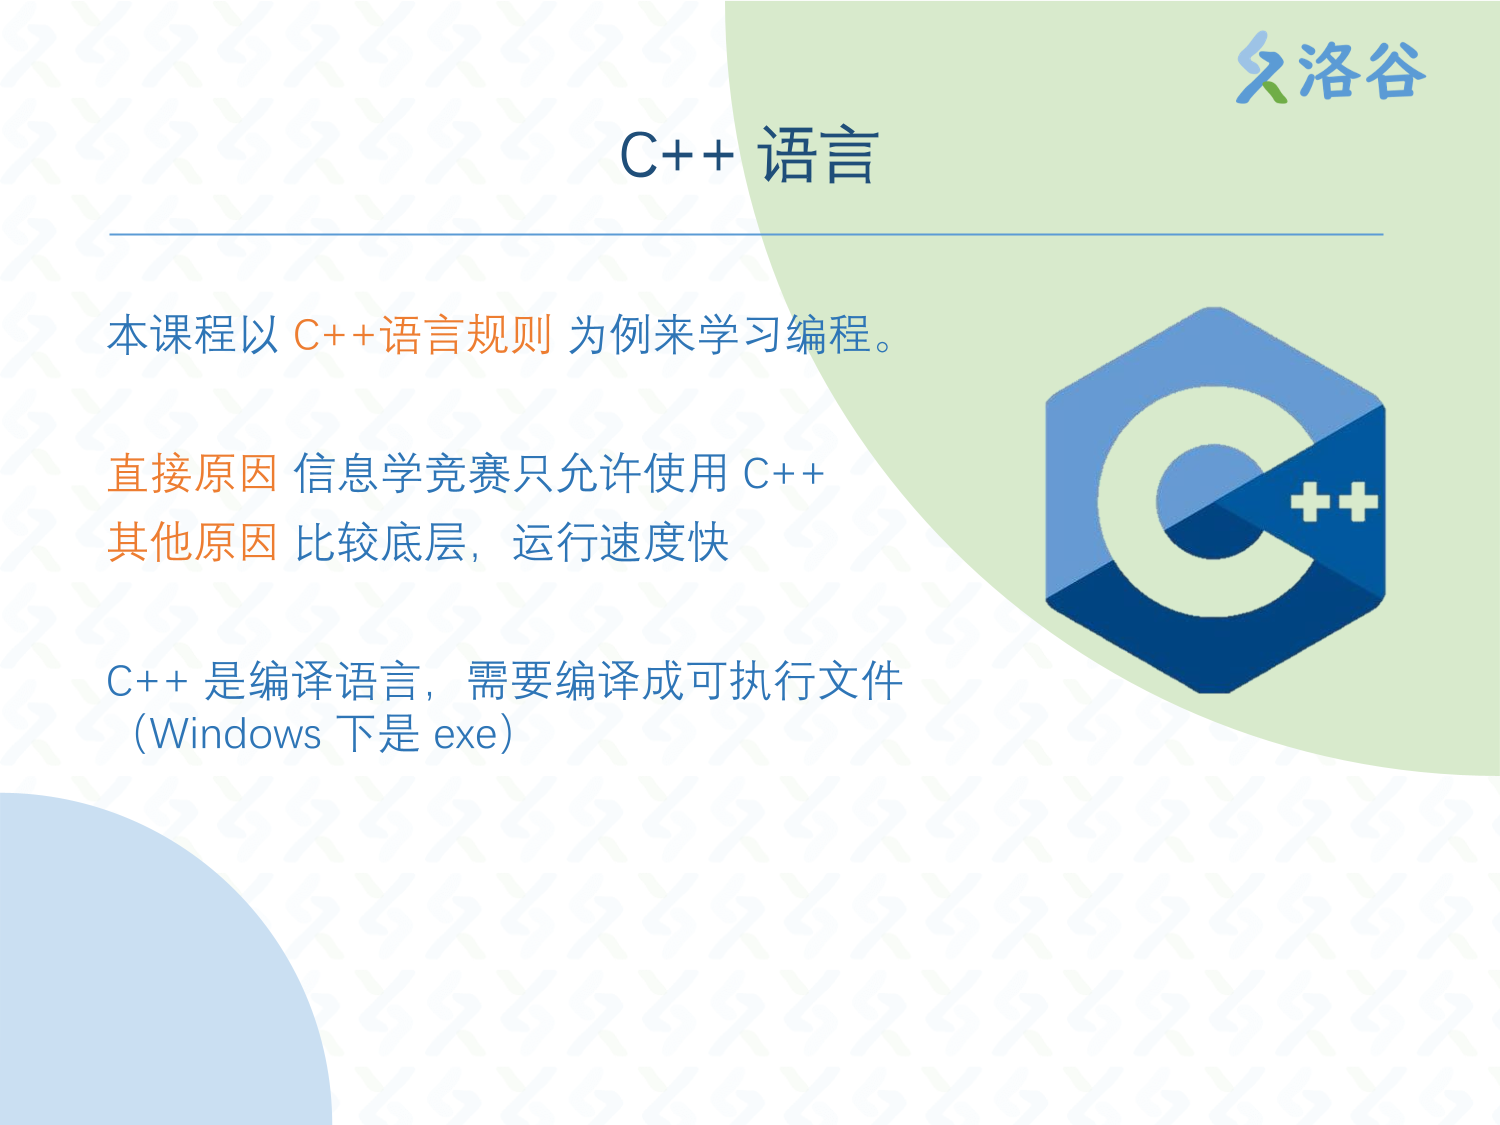 洛谷
C++ 语言
本课程以 C++语言规则 为例来学习编程。
直接原因 信息学竞赛只允许使用 C++
其他原因 比较底层，运行速度快
C++ 是编译语言，需要编译成可执行文件
（Windows 下是 exe）
C++